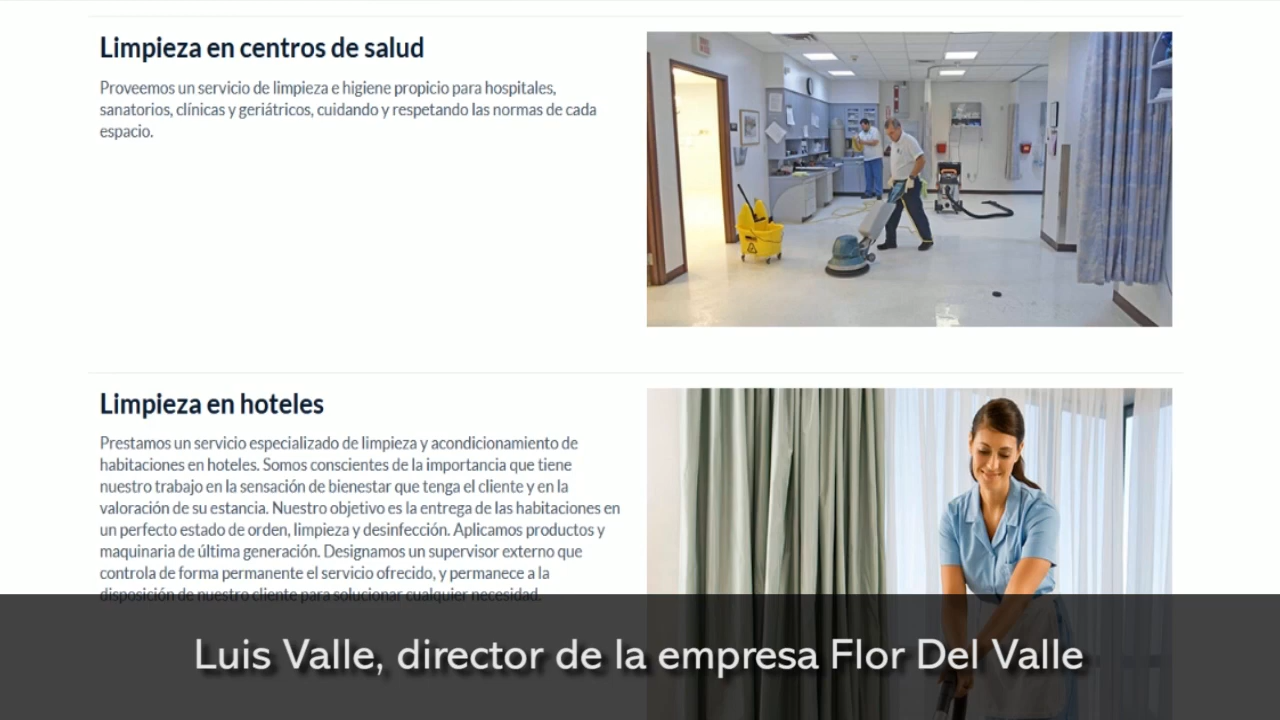 Limpieza en centros de salud
Proveemos un servicio de limpieza e higiene propicio para hospitales,
sanatorios, clínicas y geriátricos, cuidando y respetando las normas de cada
espacio.
Limpieza en hoteles
Prestamos un servicio especializado de limpieza y acondicionamiento de
habitaciones en hoteles. Somos conscientes de la importancia que tiene
nuestro trabajo en la sensación de bienestar que tenga el cliente y en la
valoración de su estancia. Nuestro objetivo es la entrega de las habitaciones en
un perfecto estado de orden, limpieza y desinfección. Aplicamos productos y
maquinaria de última generación. Designamos un supervisor externo que
controla de forma permanente el servicio ofrecido, y permanece a la
disposición de nuestro cliente para solucionar cualquier necesidad.
Luis Valle, director de la empresa Flor Del Valle